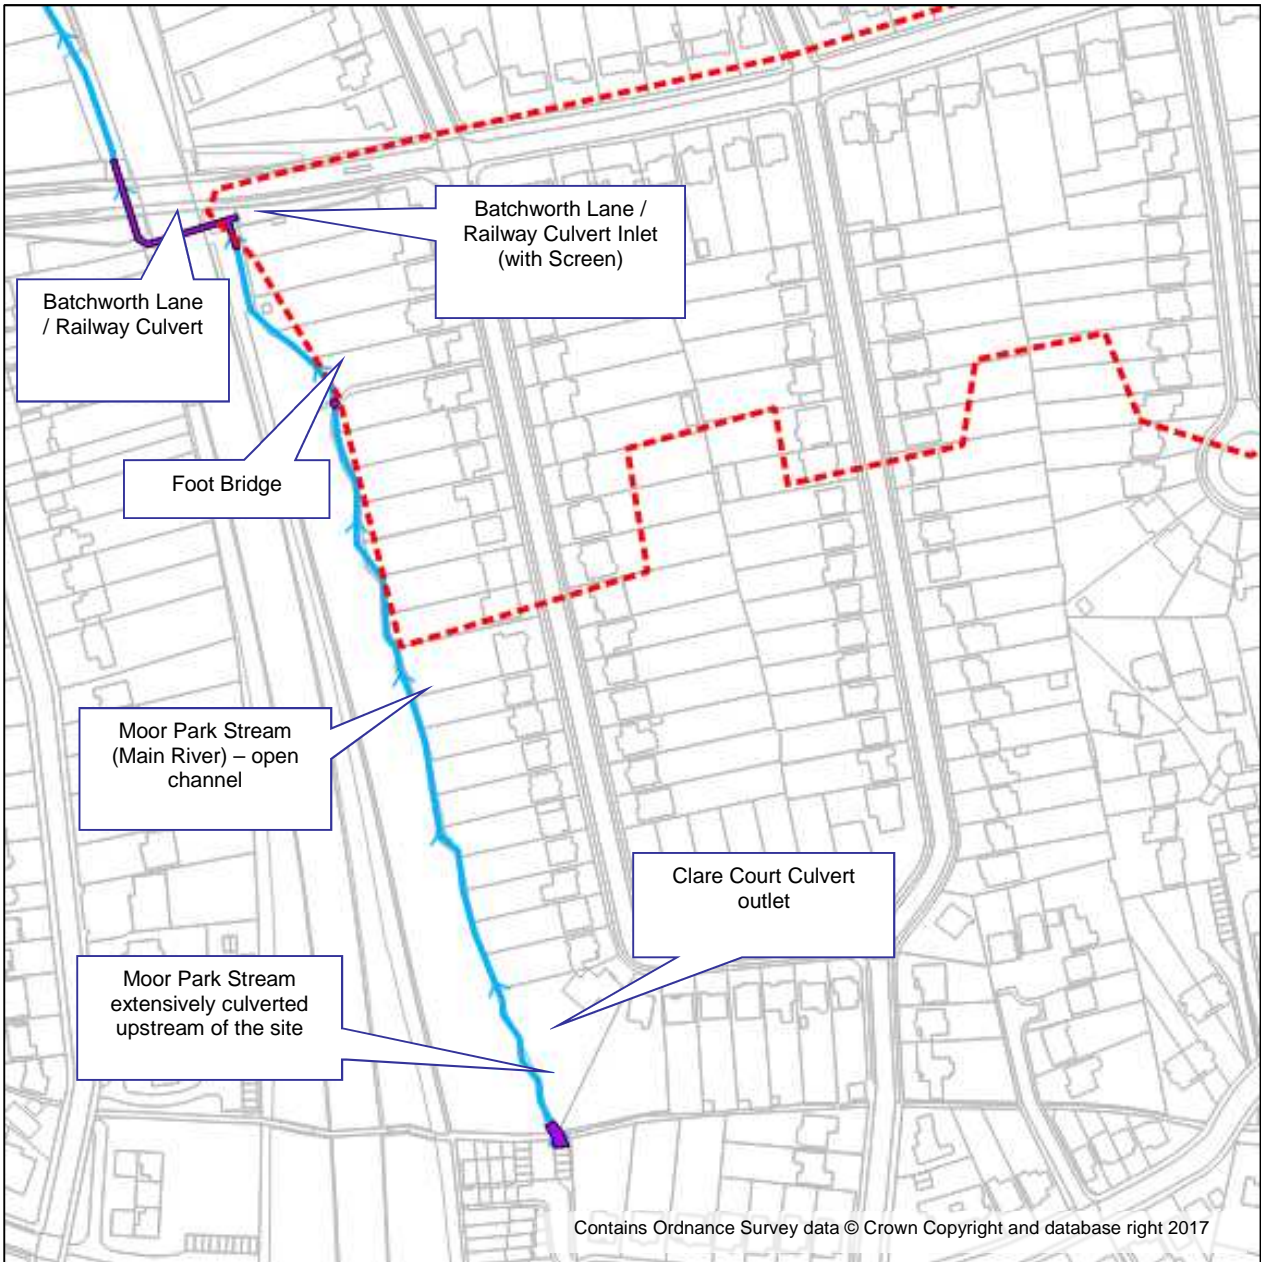 Batchworth Lane /
Railway Culvert Inlet
(with Screen)
Batchworth Lane
/ Railway Culvert
Foot Bridge
Moor Park Stream
(Main River) – open
channel
Clare Court Culvert
outlet
Moor Park Stream
extensively culverted
upstream of the site
Contains Ordnance Survey data © Crown Copyright and database right 2017